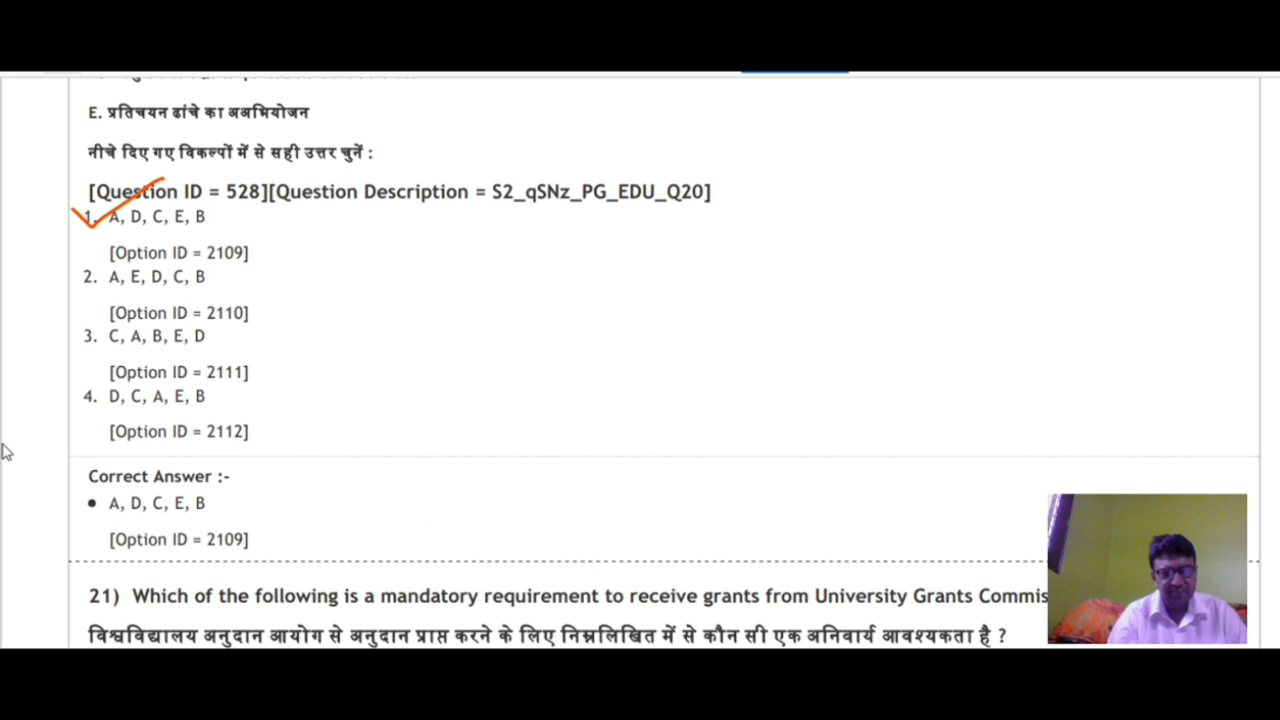 E. प्रतिचयन ढांचे का अअभियोजन
नीचे दिए गए विकल्पों में से सही उत्तर चुनें :
[Question ID = 528][Question Description = S2_qSNz_PG_EDU_Q20]
1. A, D, C, E, B
[Option ID = 2109]
2. A, E, D, C, B
[Option ID = 2110]
3. C, A, B, E, D
[Option ID = 2111]
4. D, C, A, E, B
[Option ID = 2112]
Correct Answer :-
• A, D, C, E, B
[Option ID = 2109]
21) Which of the following is a mandatory requirement to receive grants from University Grants Commis
विश्वविद्यालय अनुदान आयोग से अनुदान प्राप्त करने के लिए निम्नलिखित में से कौन सी एक अनिवार्य आवश्यकता है ?